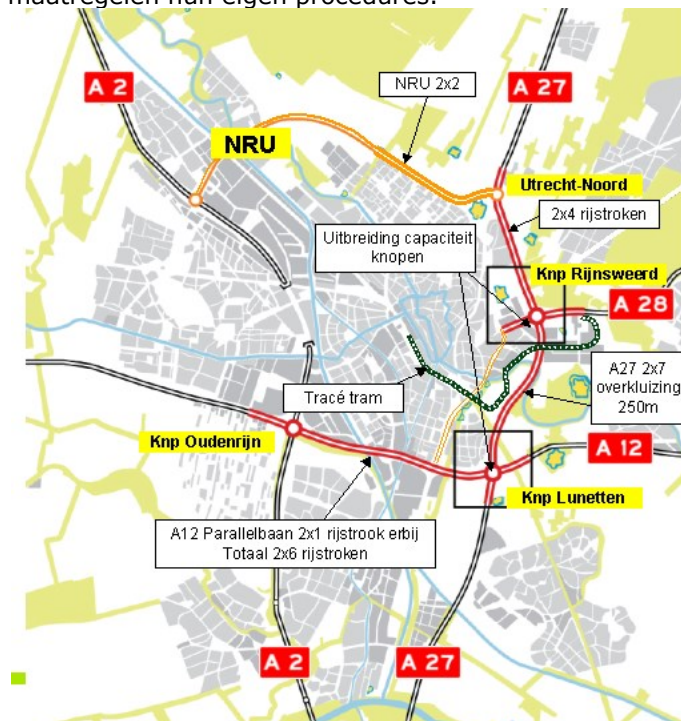 maatregelen hun eigen procedures.
NRU 2x2
A 2
A 27
NRU
Utrecht-Noord
2x4 rijstroken
Uitbreiding capaciteit
knopen
Knp Rijnsweerd
A 28
A27 2x7
overkluizing
250m
Tracé tram
Knp Oudenrijn
A 12
Knp Lunetten
A12 Parallelbaan 2x1 rijstrook erbij
Totaal 2x6 rijstroken
A 2
A 27